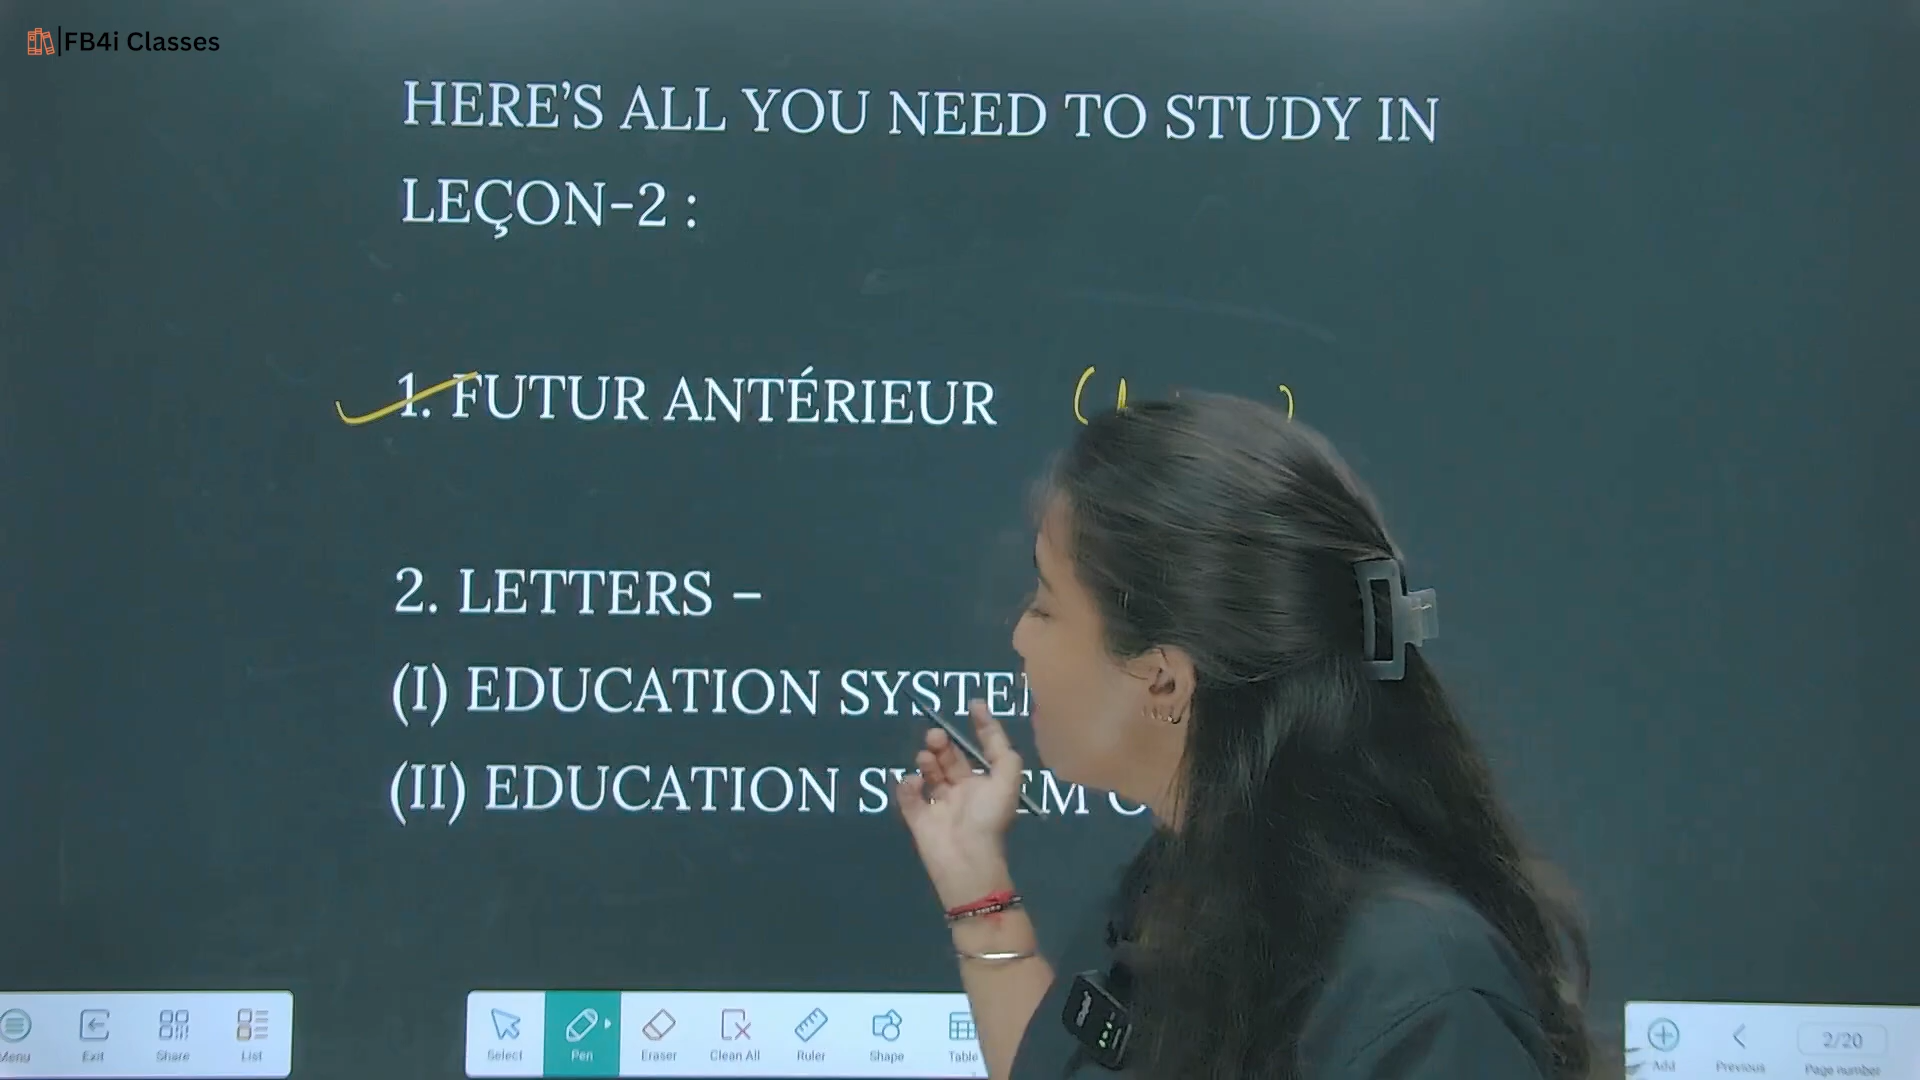 FB4i Classes
HERE'S ALL YOU NEED TO STUDY IN
LEÇON-2 :
1. FUTUR ANTÉRIEUR
2. LETTERS –
(I) EDUCATION
(II) EDUCATION
Menu
Exit
Share
List
Select
Pen
Eraser
Clean All
Ruler
Shape
Table
Add
Previous
2/20
Page number